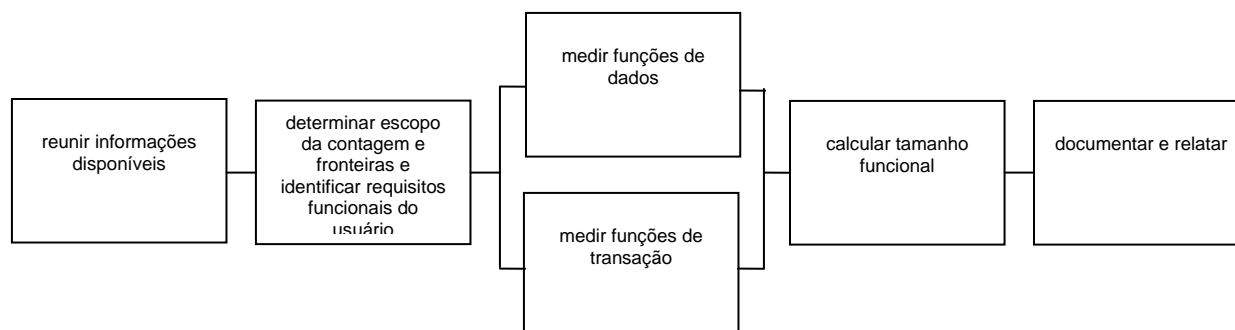 reunir informações
disponíveis
determinar escopo
da contagem e
fronteiras e
identificar requisitos
funcionais do
usuário
medir funções de
dados
medir funções de
transação
calcular tamanho
funcional
documentar e relatar